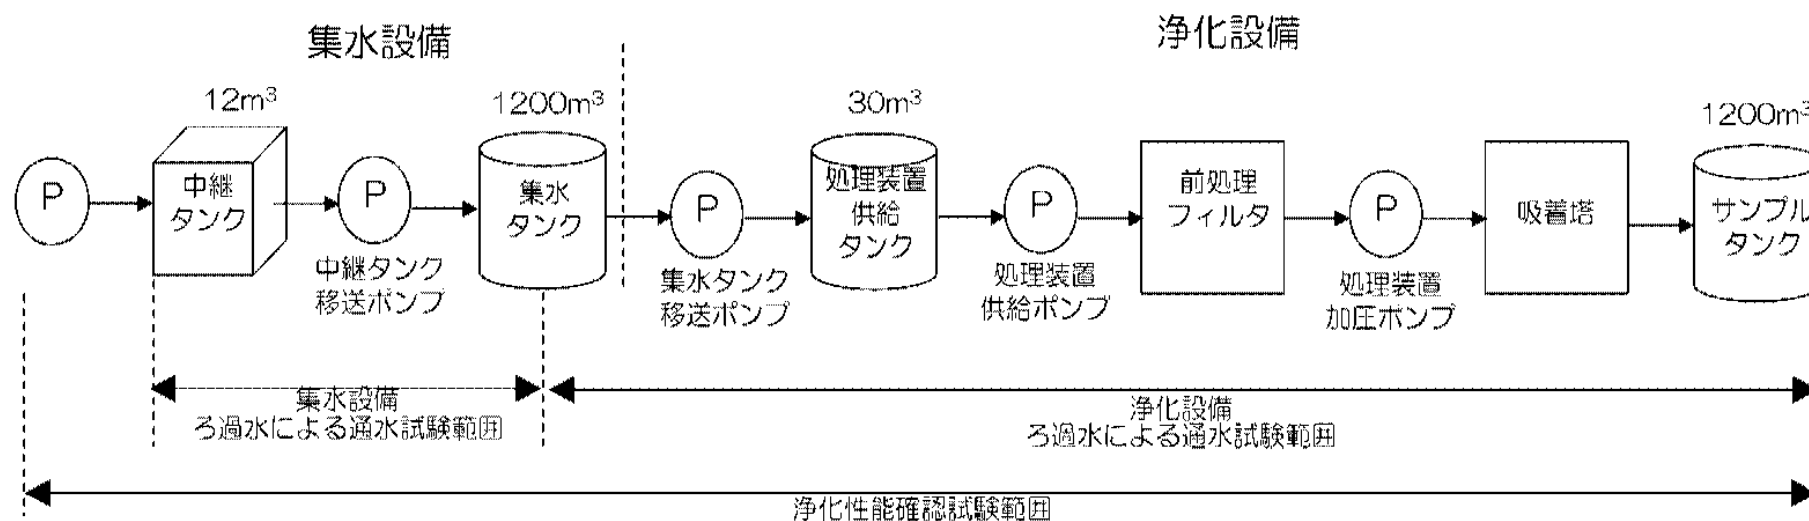 集水設備
浄化設備
12m³
1200m³
30m³
1200m³
P
中継
タンク
P
中継タンク
移送ポンプ
集水
タンク
P
集水タンク
移送ポンプ
処理装置
供給
タンク
P
処理装置
供給ポンプ
前処理
フィルタ
P
処理装置
加圧ポンプ
吸着塔
サンプル
タンク
集水設備
ろ過水による通水試験範囲
浄化設備
ろ過水による通水試験範囲
浄化性能確認試験範囲